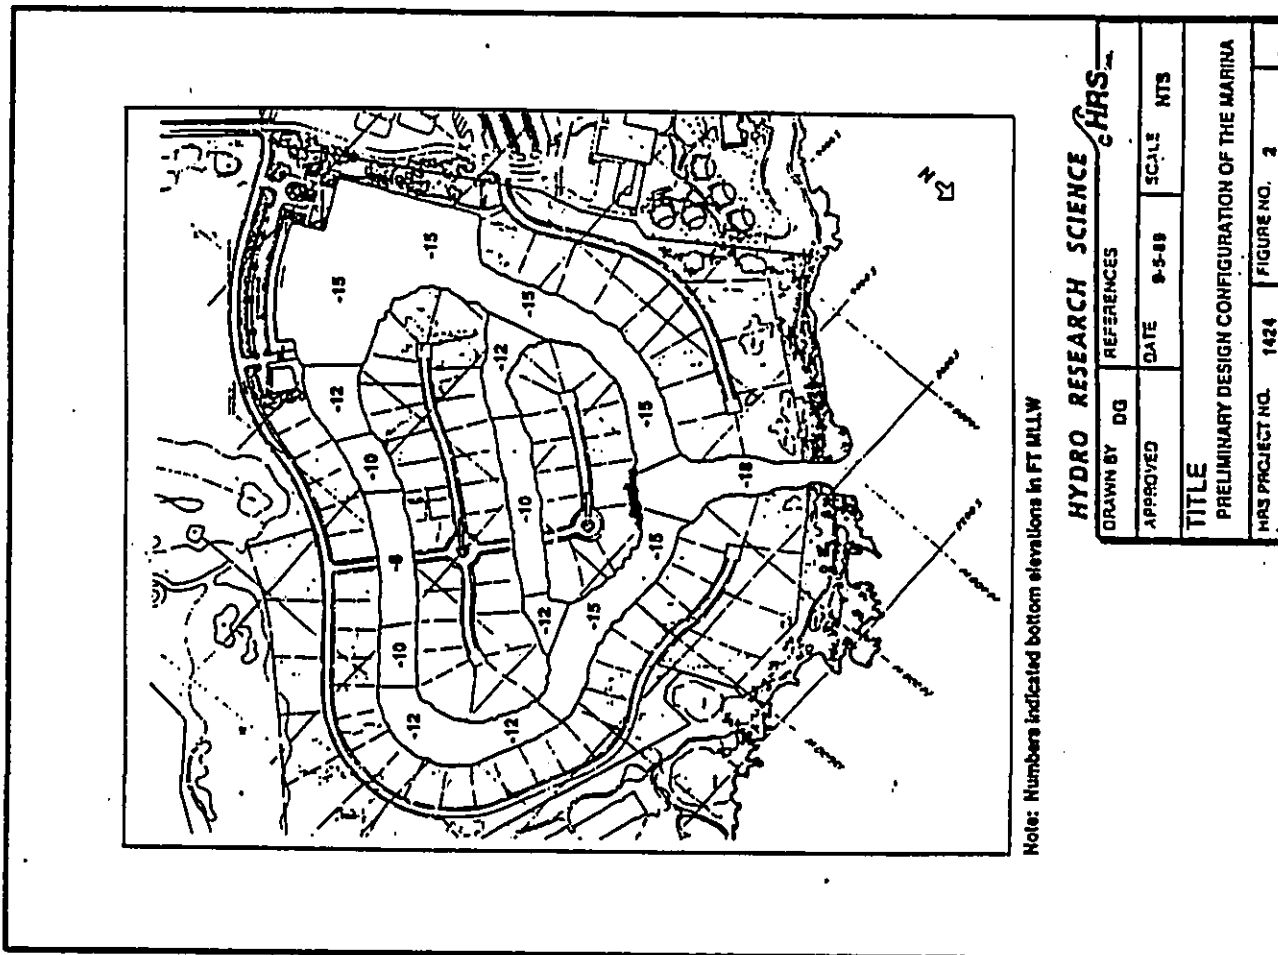 N
-15
-15
-15
-12
-12
-10
-15
-10
-18
-8
-15
-12
-15
-10
-12
-12
Note: Numbers indicated bottom elevations in FT MLLW
HYDRO RESEARCH SCIENCE HRS
DRAWN BY DG REFERENCES
APPROVED DATE 9-5-89 SCALE NTS
TITLE
PRELIMINARY DESIGN CONFIGURATION OF THE MARINA
HRS PROJECT NO. 1424 FIGURE NO. 2